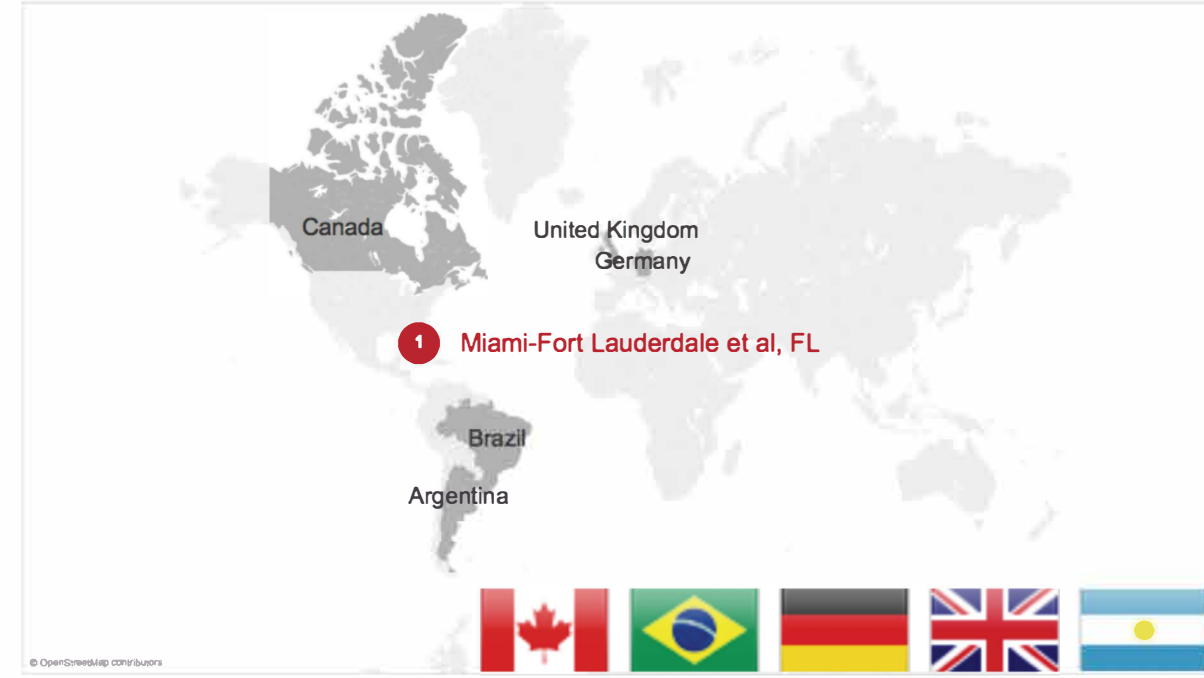 Canada
United Kingdom
Germany
1 Miami-Fort Lauderdale et al, FL
Brazil
Argentina
© OpenStreetMap contributors